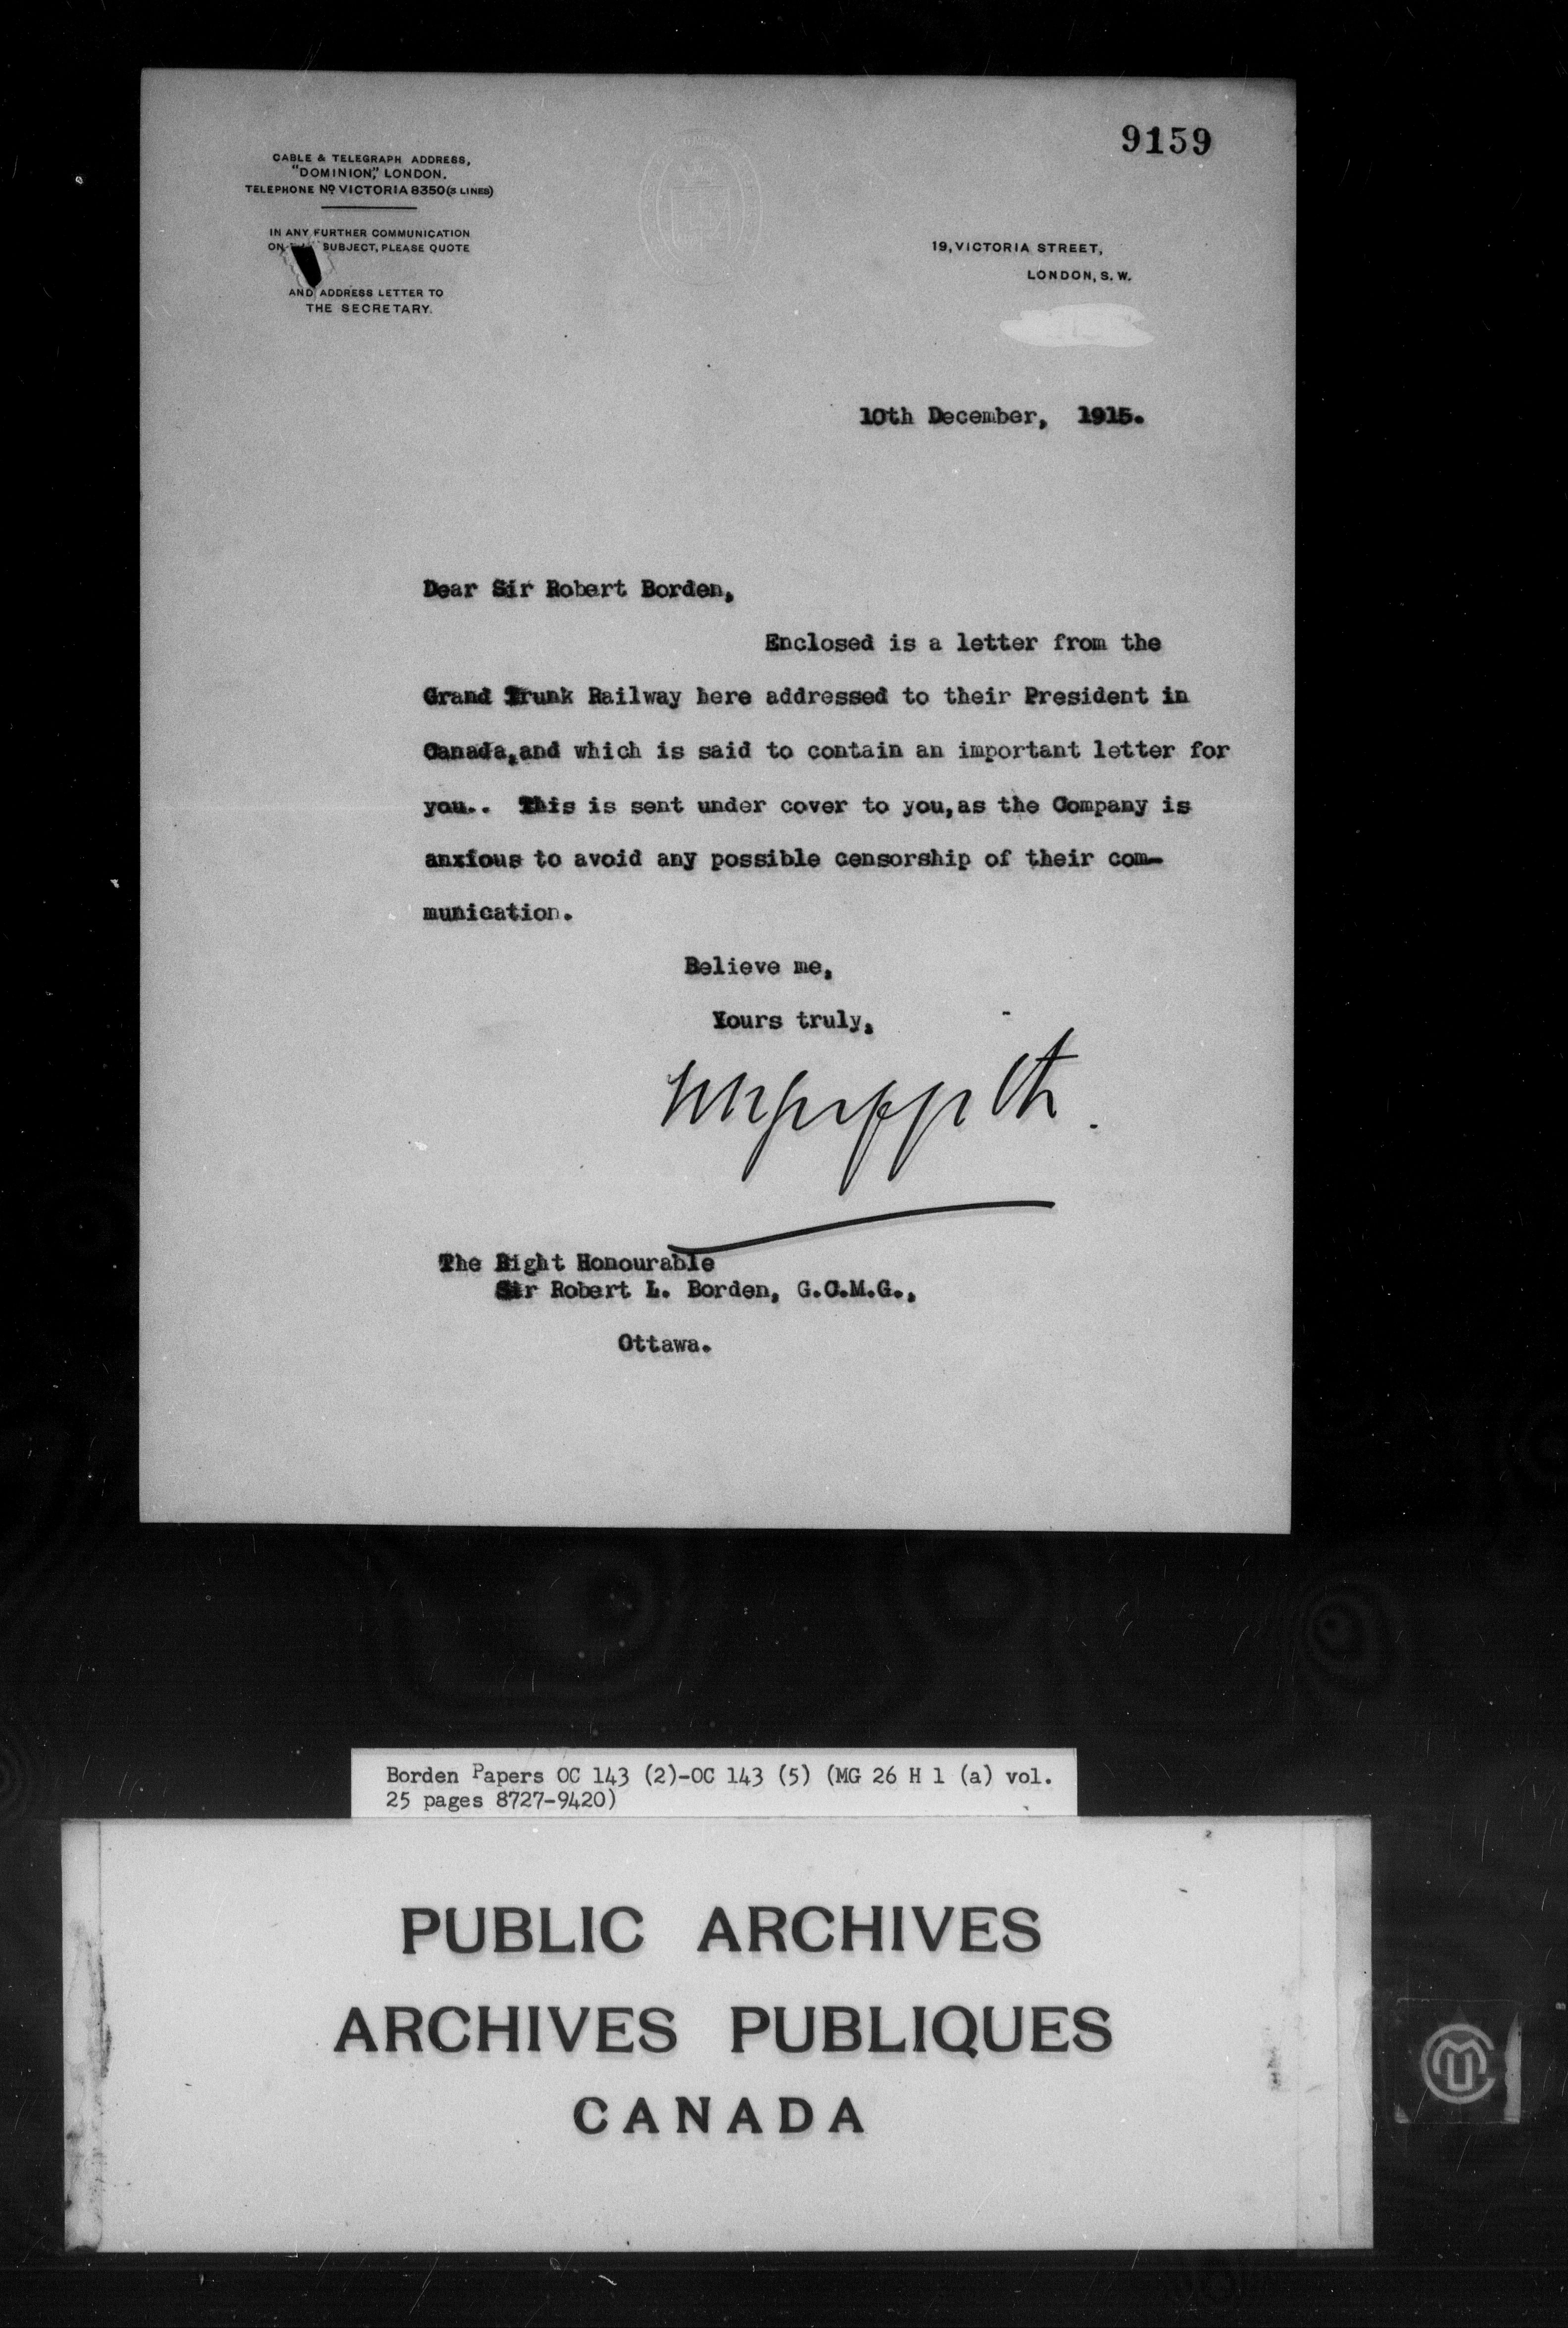 9159
CABLE & TELEGRAPH ADDRESS,
"DOMINION," LONDON.
TELEPHONE No VICTORIA 8350 (3 LINES)
IN ANY FURTHER COMMUNICATION
ON SUBJECT, PLEASE QUOTE
AND ADDRESS LETTER TO
THE SECRETARY.
19, VICTORIA STREET,
LONDON, S. W.
10th December, 1915.
Dear Sir Robert Borden,
Enclosed is a letter from the
Grand Trunk Railway here addressed to their President in
Canada, and which is said to contain an important letter for
you.. This is sent under cover to you, as the Company is
anxious to avoid any possible censorship of their com-
munication.
Believe me,
Yours truly,
Griffith.
The Right Honourable
Sir Robert L. Borden, G.C.M.G.,
Ottawa.
Borden Papers OC 143 (2)-OC 143 (5) (MG 26 H 1 (a) vol.
25 pages 8727-9420)
PUBLIC ARCHIVES
ARCHIVES PUBLIQUES
CANADA